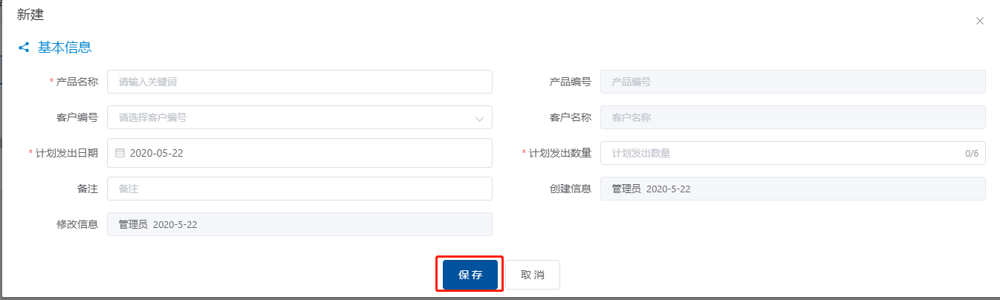 新建
基本信息
* 产品名称 请输入关键词 产品编号 产品编号
客户编号 请选择客户编号 客户名称 客户名称
* 计划发出日期 2020-05-22 * 计划发出数量 计划发出数量 0/6
备注 备注 创建信息 管理员 2020-5-22
修改信息 管理员 2020-5-22
保存 取消